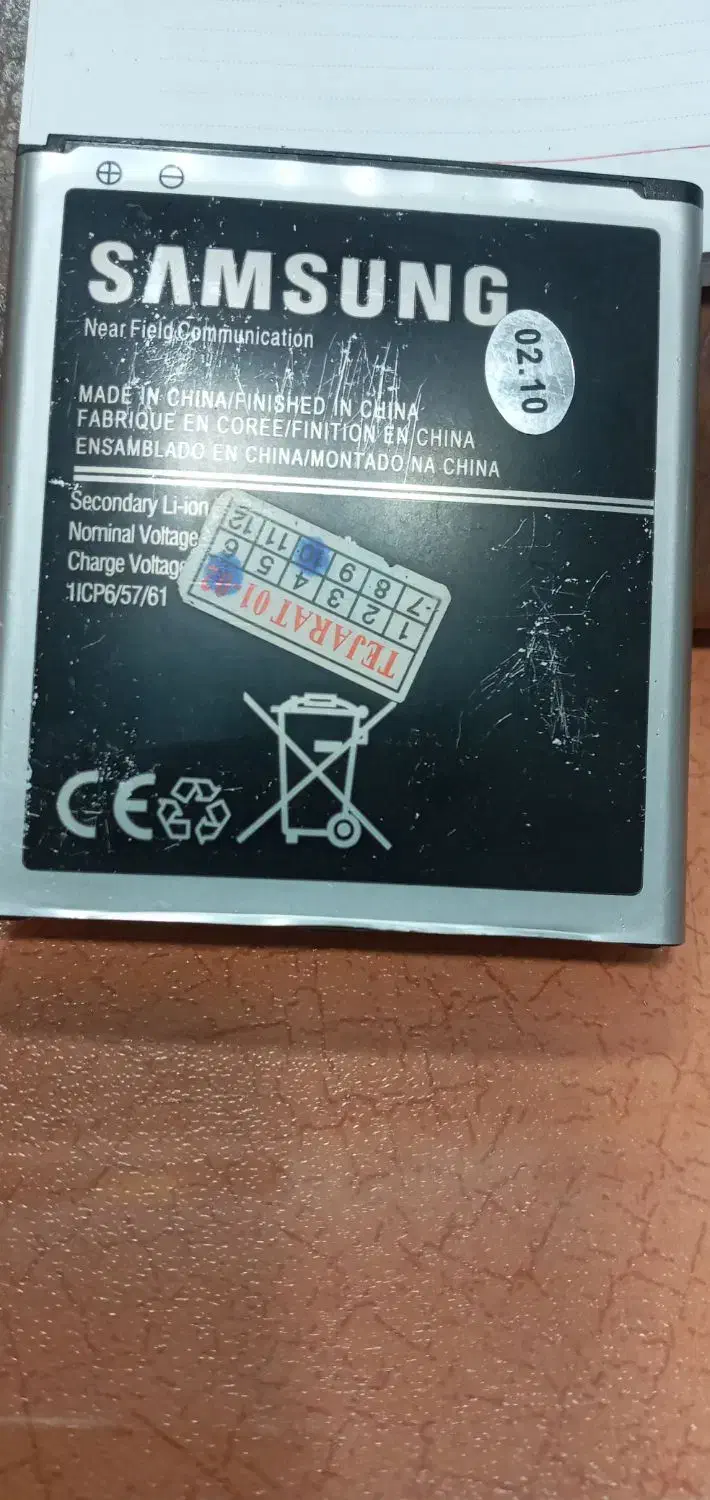 SAMSUNG
Near Field Communication
02.10
MADE IN CHINA/FINISHED IN CHINA
FABRIQUE EN COREE/FINITION EN CHINA
ENSAMBLADO EN CHINA/MONTADO/NA CHINA
Secondary Li-ion
Nominal Voltage
Charge Voltag
1ICP6/57/61
TEJARAT 01
1 2 3 4 5 6
7 8 9 10 11 12
CE